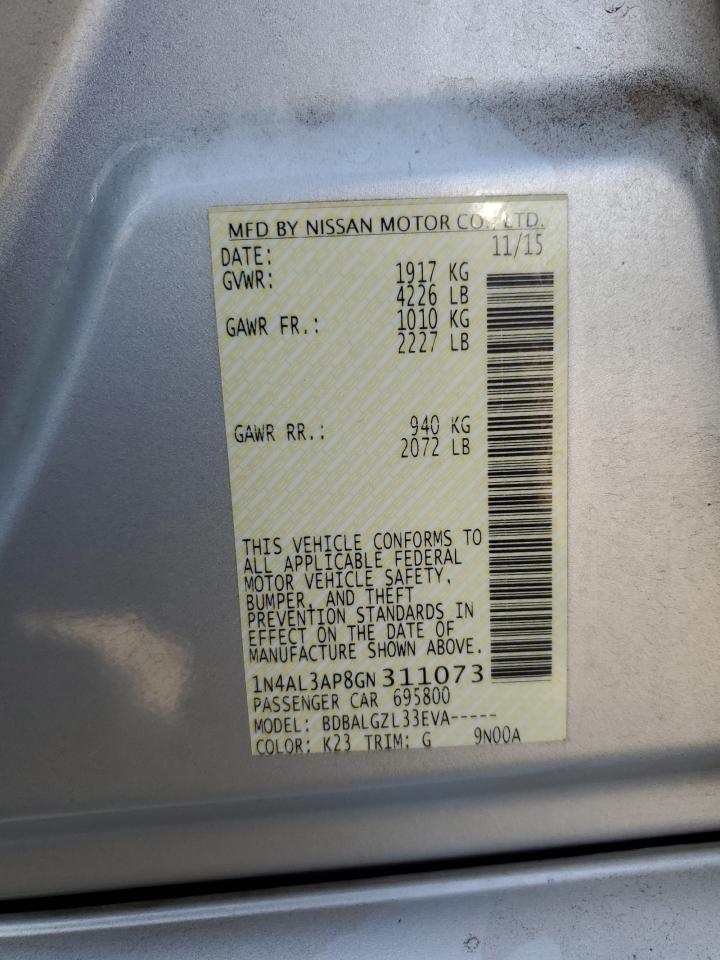 MFD BY NISSAN MOTOR CO., LTD.
DATE: 11/15
GVWR: 1917 KG
4226 LB
GAWR FR.: 1010 KG
2227 LB
GAWR RR.: 940 KG
2072 LB
THIS VEHICLE CONFORMS TO
ALL APPLICABLE FEDERAL
MOTOR VEHICLE SAFETY,
BUMPER, AND THEFT
PREVENTION STANDARDS IN
EFFECT ON THE DATE OF
MANUFACTURE SHOWN ABOVE.
1N4AL3AP8GN311073
PASSENGER CAR 695800
MODEL: BDBALGZL33EVA-----
COLOR: K23 TRIM: G 9N00A